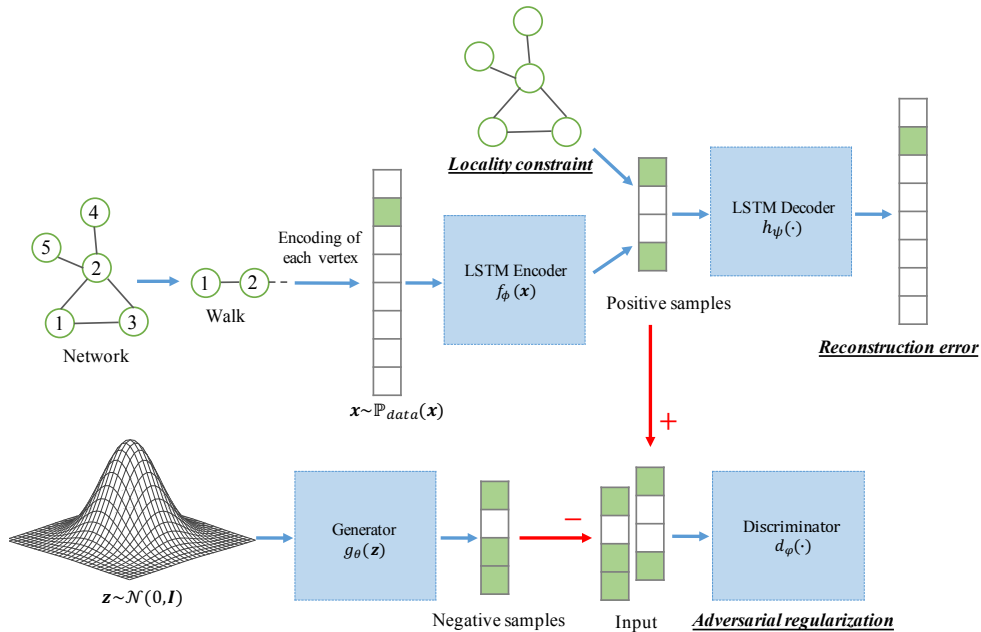 Locality constraint
4
5
2
1
3
Network
1
2
Walk
Encoding of
each vertex
x~ℙdata(x)
LSTM Encoder
fϕ(x)
Positive samples
LSTM Decoder
hψ(·)
Reconstruction error
+
z~𝒩(0,I)
Generator
gθ(z)
Negative samples
−
Input
Discriminator
dφ(·)
Adversarial regularization